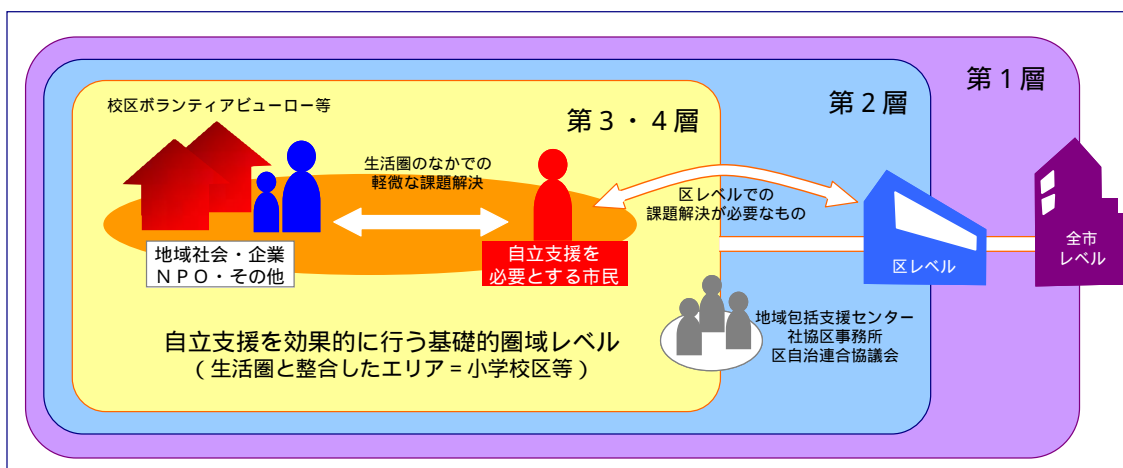 第１層
第２層
第３・４層
校区ボランティアビューロー等
生活圏のなかでの
軽微な課題解決
区レベルでの
課題解決が必要なもの
地域社会・企業
ＮＰＯ・その他
自立支援を
必要とする市民
区レベル
全市
レベル
地域包括支援センター
社協区事務所
区自治連合協議会
自立支援を効果的に行う基礎的圏域レベル
（生活圏と整合したエリア＝小学校区等）